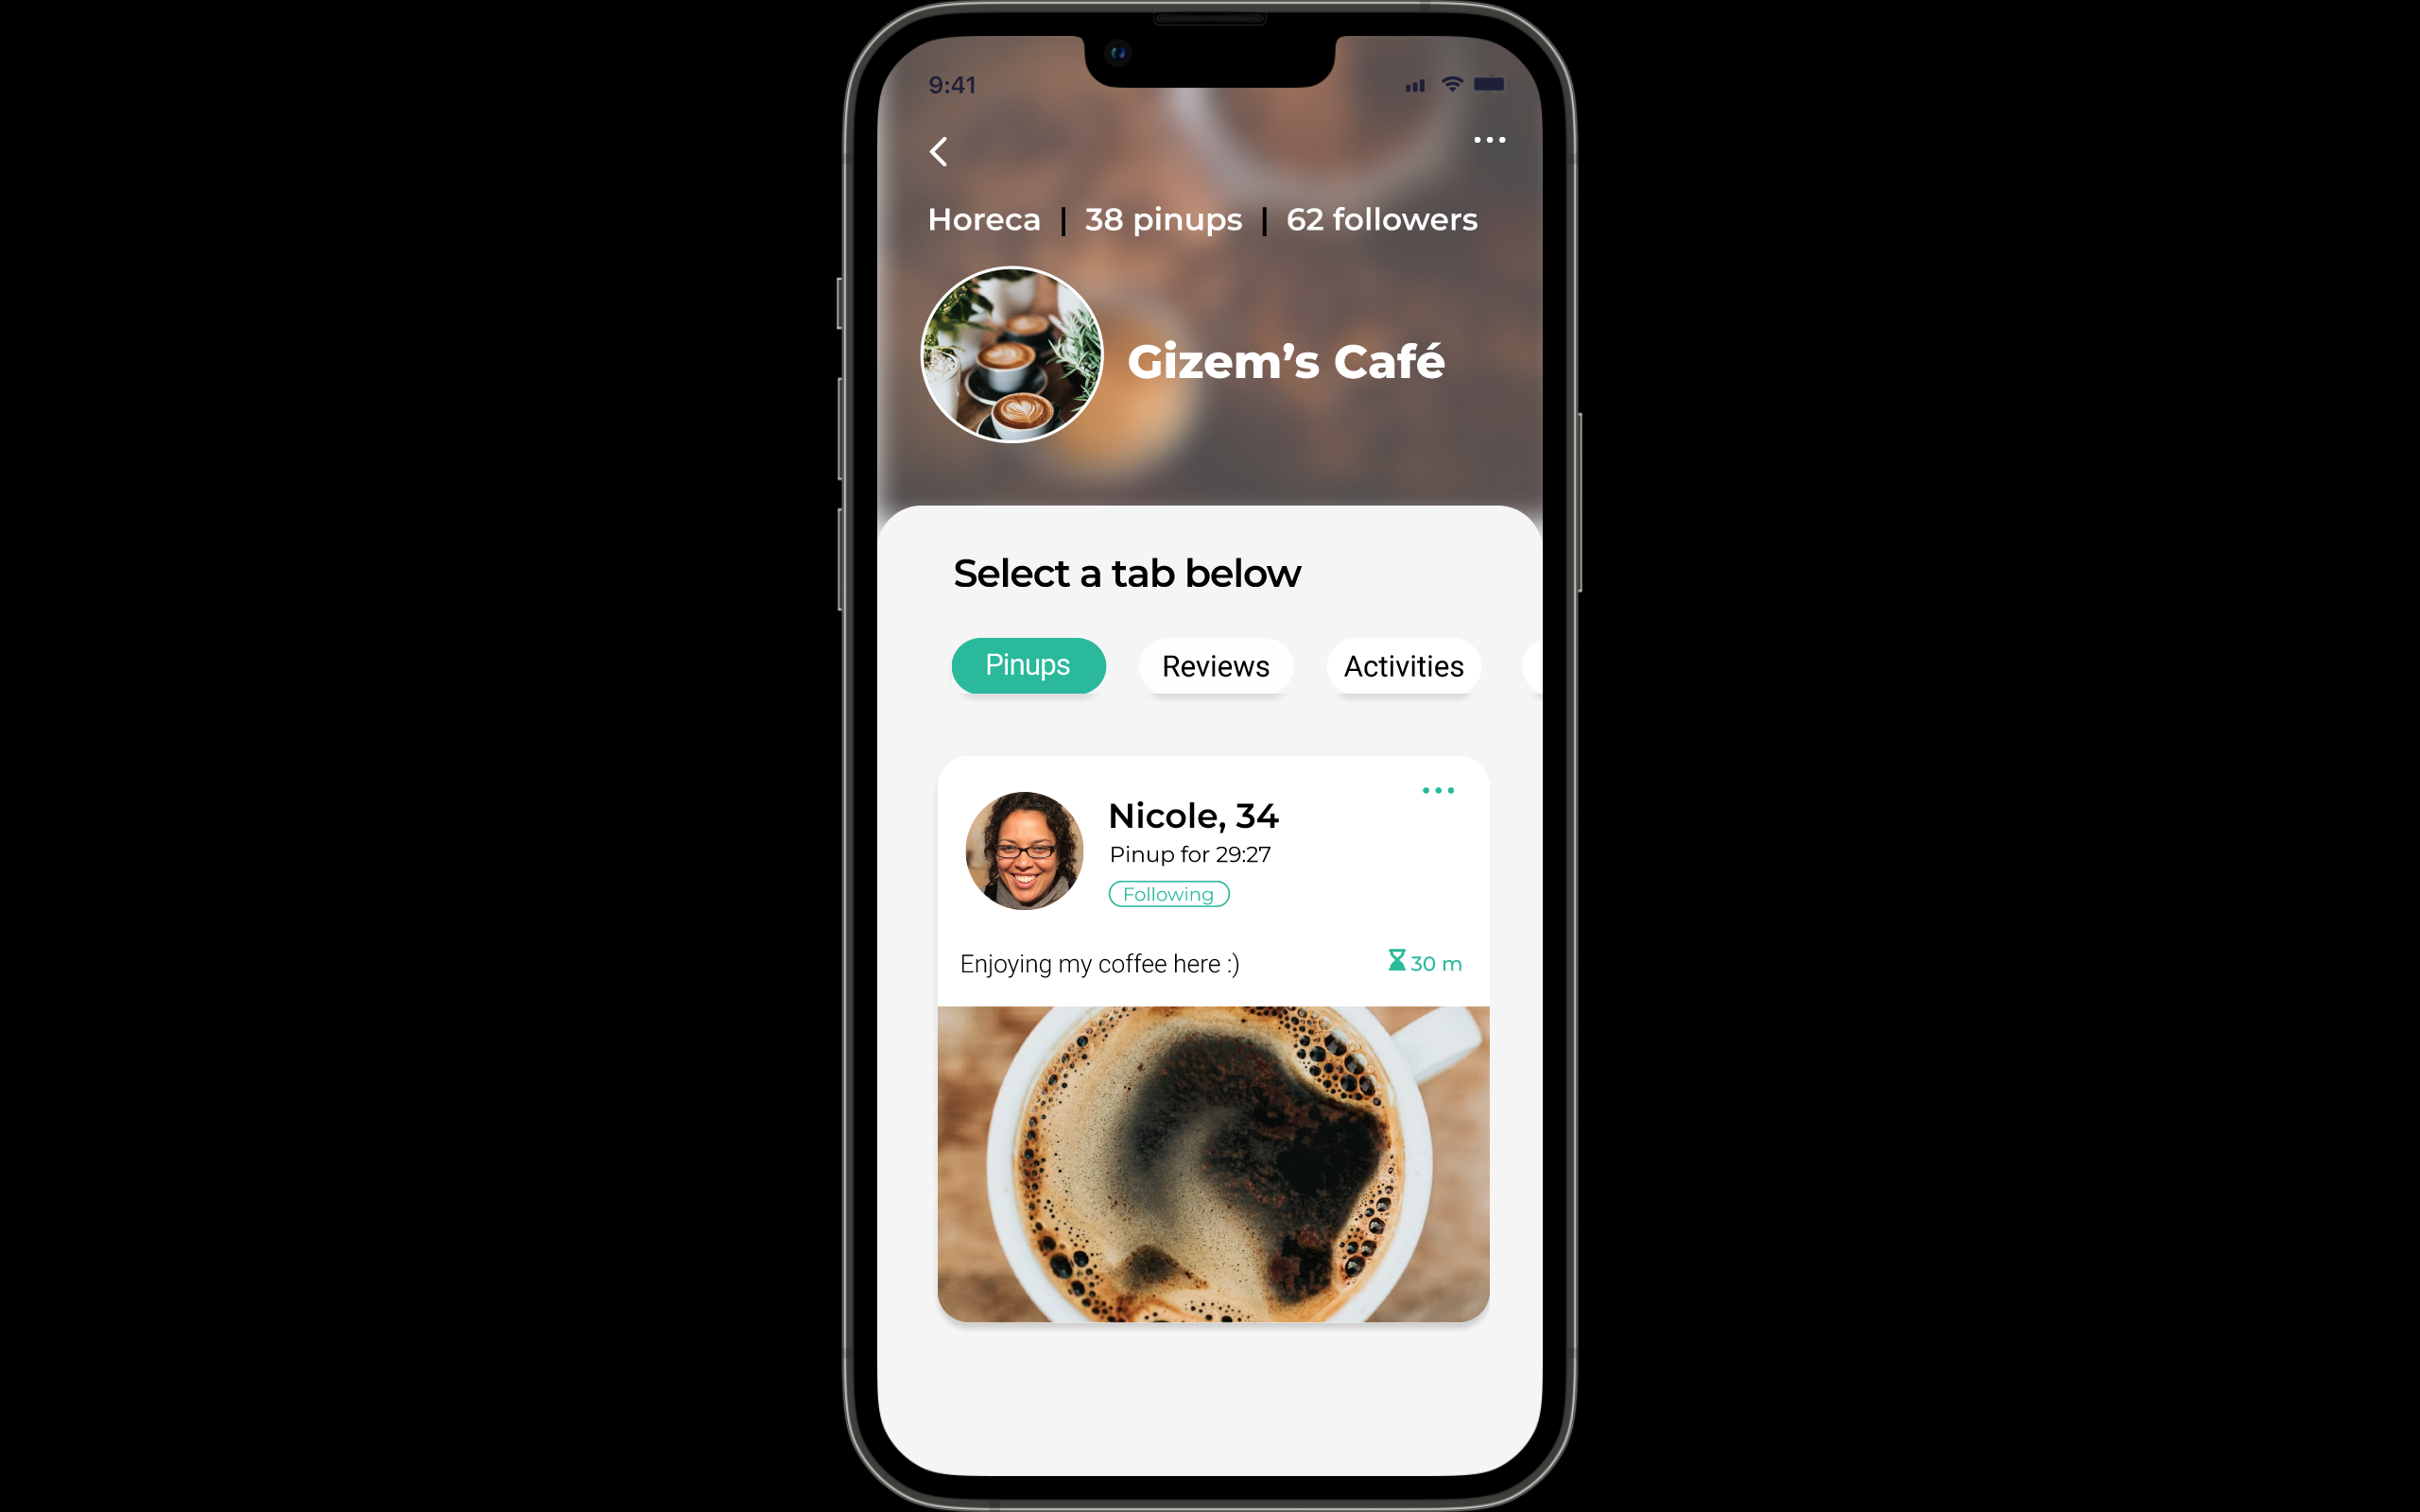 9:41
Horeca | 38 pinups | 62 followers
Gizem’s Café
Select a tab below
Pinups Reviews Activities
Nicole, 34
Pinup for 29:27
Following
Enjoying my coffee here :) 30 m